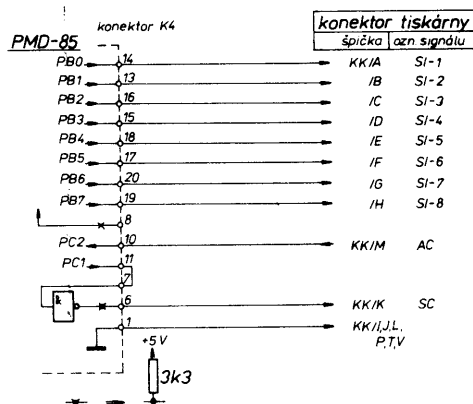 konektor K4
konektor tiskárny
PMD-85
špička ozn. signálu
PB0 14 KK/A SI-1
PB1 13 /B SI-2
PB2 16 /C SI-3
PB3 15 /D SI-4
PB4 18 /E SI-5
PB5 17 /F SI-6
PB6 20 /G SI-7
PB7 19 /H SI-8
8
PC2 10 KK/M AC
PC1 11
7
& 6 KK/K SC
1 KK/I,J,L,
P,T,V
+5V
3k3